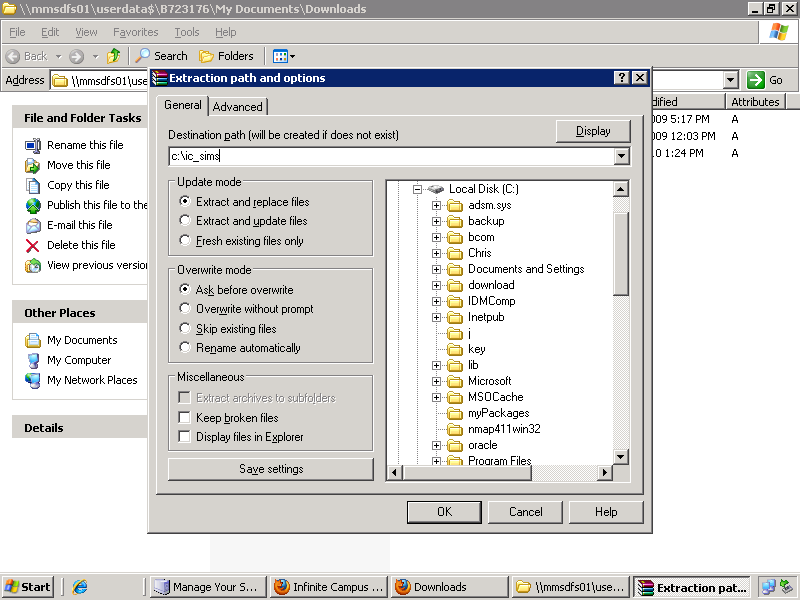 \\mmsdfs01\userdata$\B723176\My Documents\Downloads
File Edit View Favorites Tools Help
Back Search Folders
Address \\mmsdfs01\use Go
Extraction path and options
General Advanced
Destination path (will be created if does not exist)
Display
c:\ic_sims
Update mode
Extract and replace files
Extract and update files
Fresh existing files only
Overwrite mode
Ask before overwrite
Overwrite without prompt
Skip existing files
Rename automatically
Miscellaneous
Extract archives to subfolders
Keep broken files
Display files in Explorer
Save settings
Local Disk (C:)
adsm.sys
backup
bcom
Chris
Documents and Settings
download
IDMComp
Inetpub
j
key
lib
Microsoft
MSOCache
myPackages
nmap411win32
oracle
Program Files
OK Cancel Help
File and Folder Tasks
Rename this file
Move this file
Copy this file
Publish this file to the
E-mail this file
Delete this file
View previous versio
Other Places
My Documents
My Computer
My Network Places
Details
dified Attributes
009 5:17 PM A
009 12:03 PM A
.0 1:24 PM A
Start Manage Your S... Infinite Campus ... Downloads \\mmsdfs01\use... Extraction pat...